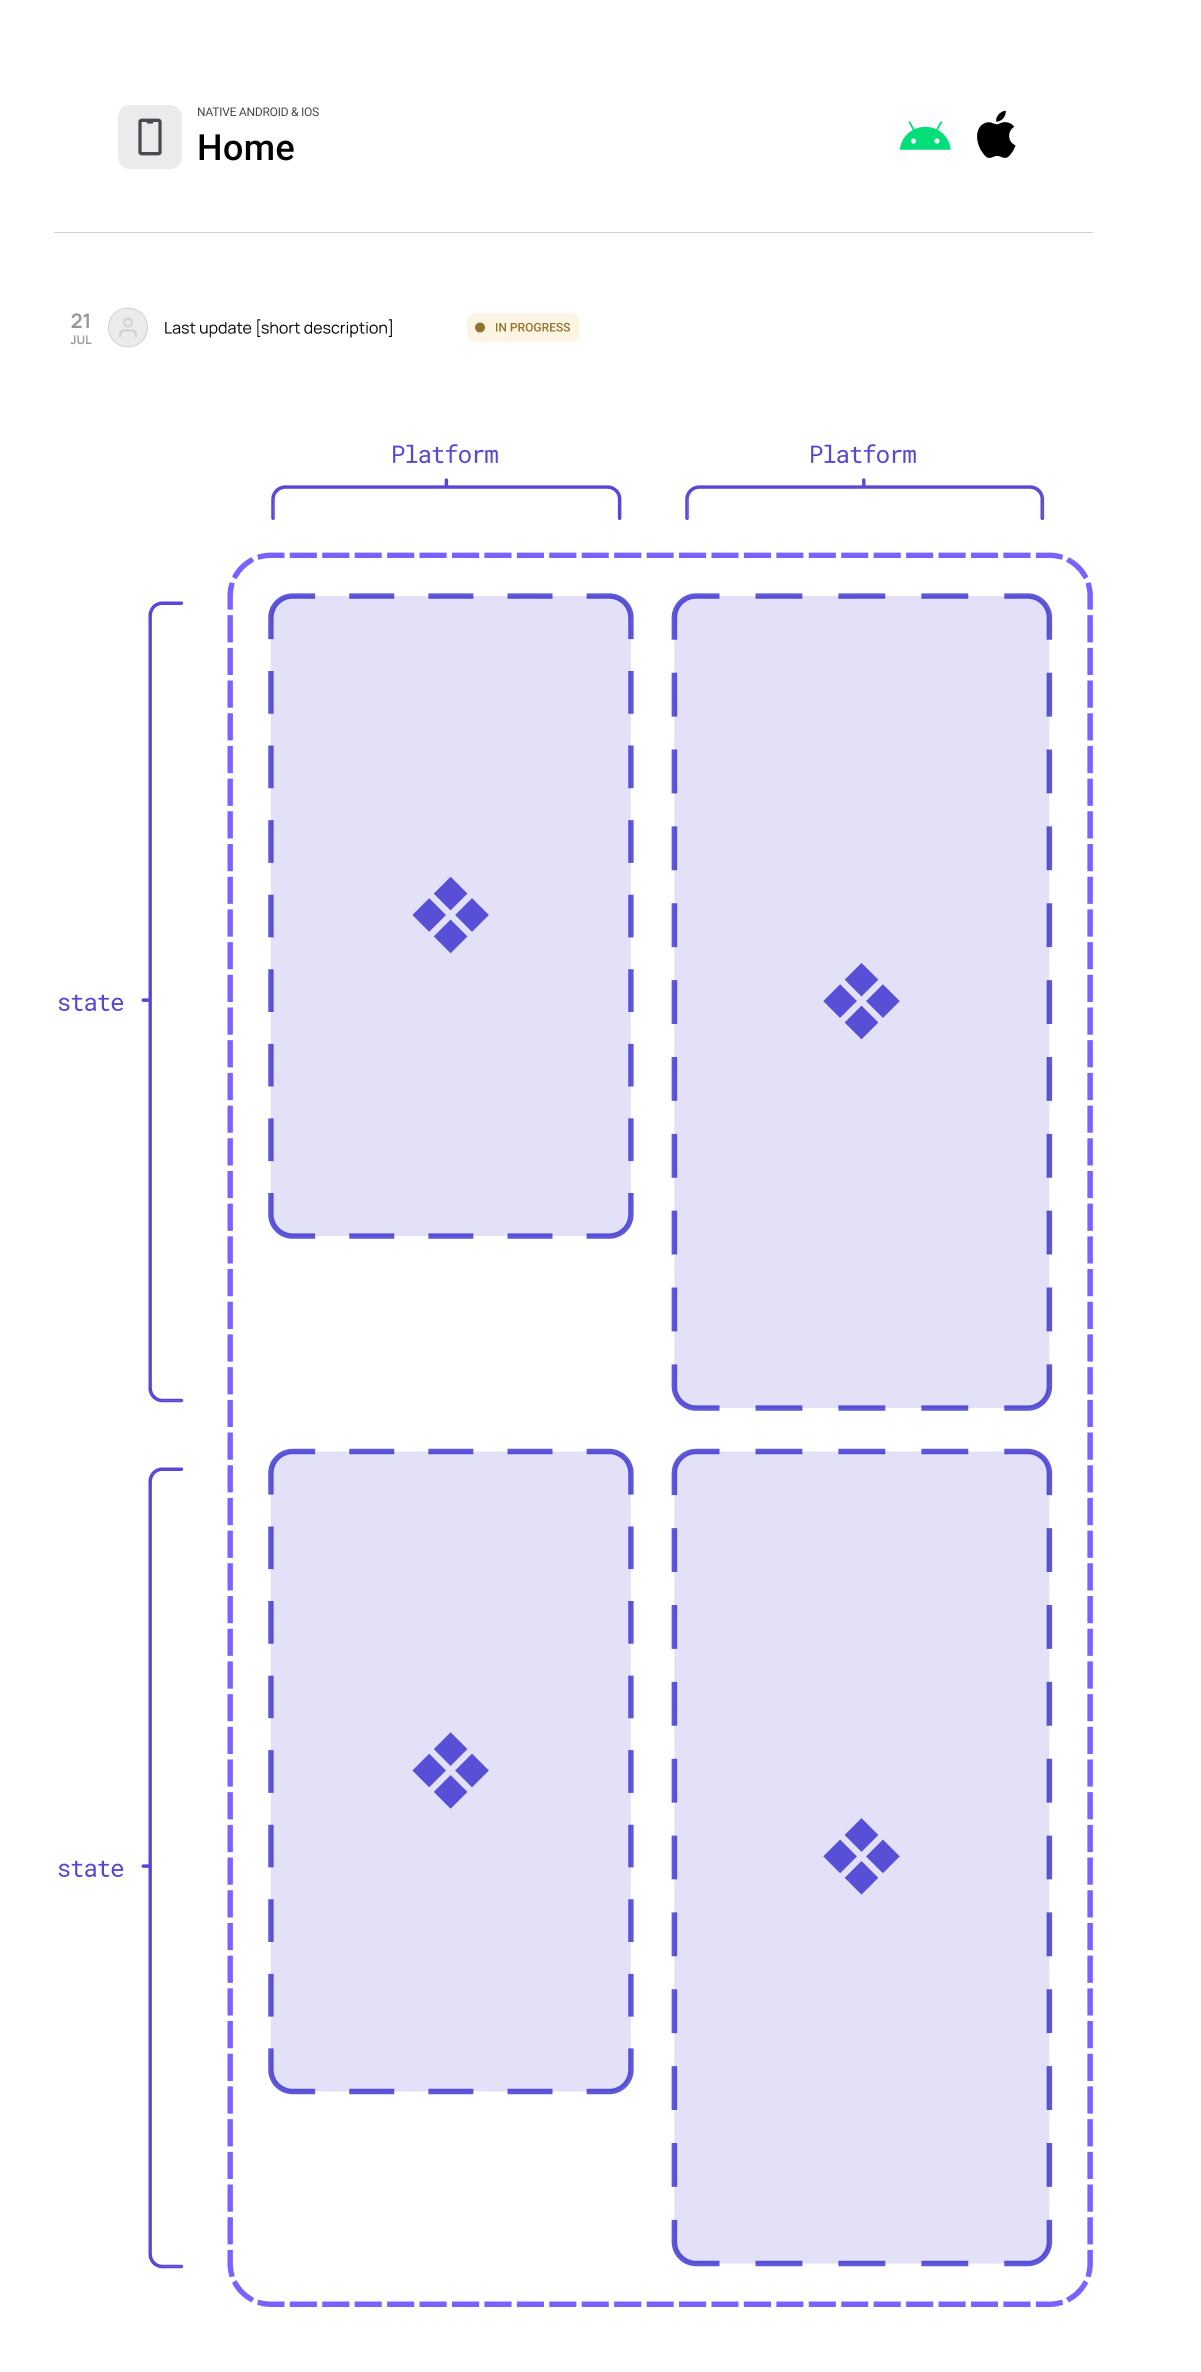 NATIVE ANDROID & IOS
Home
21
JUL
Last update [short description]
IN PROGRESS
Platform
Platform
state
state